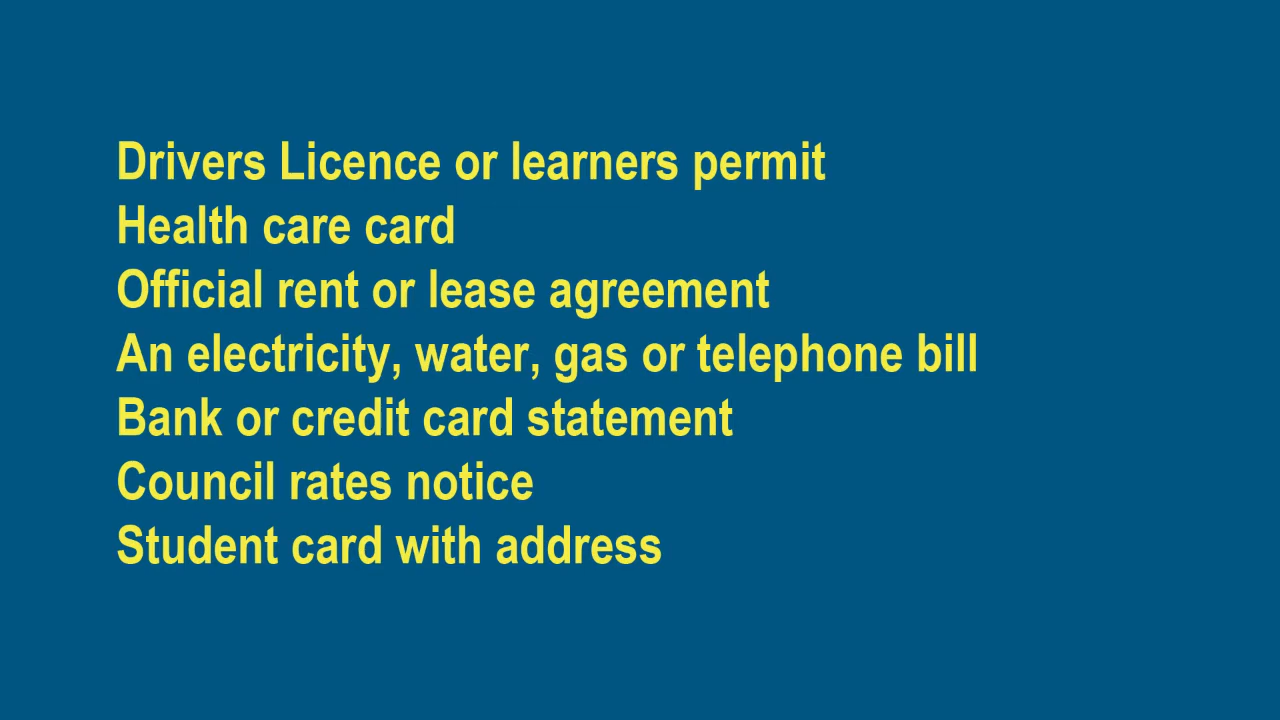 Drivers Licence or learners permit
Health care card
Official rent or lease agreement
An electricity, water, gas or telephone bill
Bank or credit card statement
Council rates notice
Student card with address